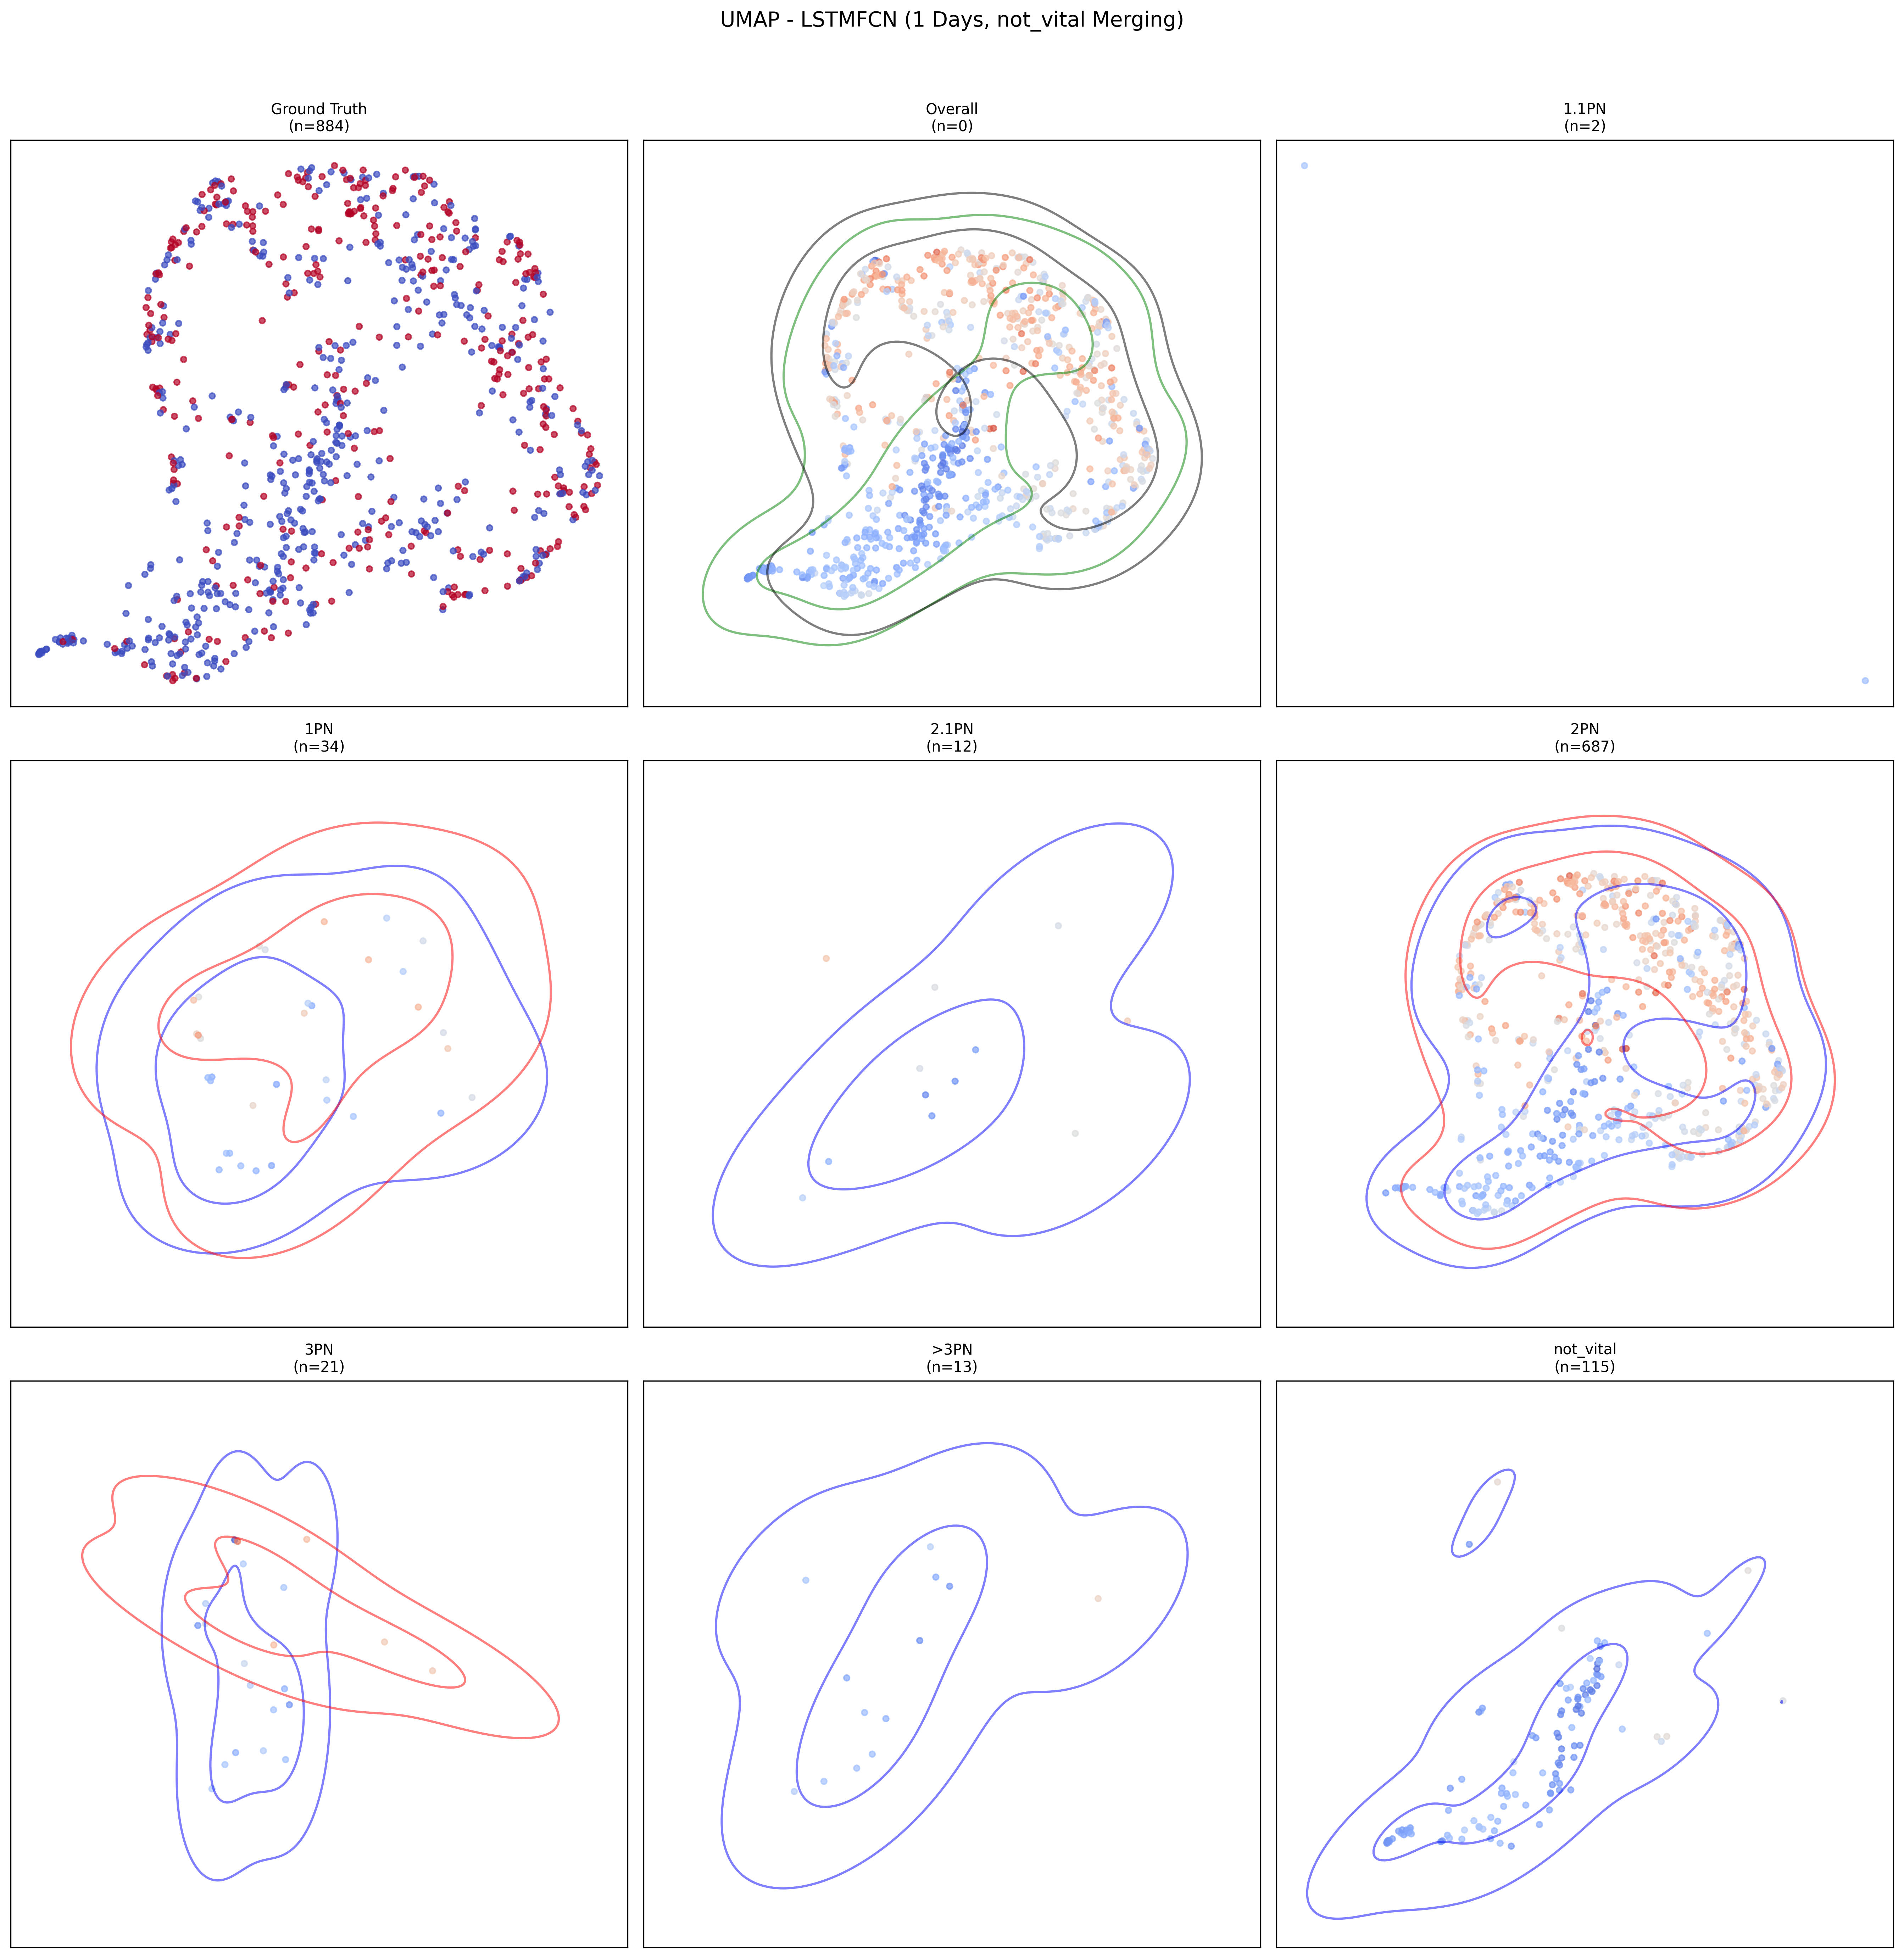 UMAP - LSTMFCN (1 Days, not_vital Merging)
Ground Truth
(n=884)
Overall
(n=0)
1.1PN
(n=2)
1PN
(n=34)
2.1PN
(n=12)
2PN
(n=687)
3PN
(n=21)
>3PN
(n=13)
not_vital
(n=115)